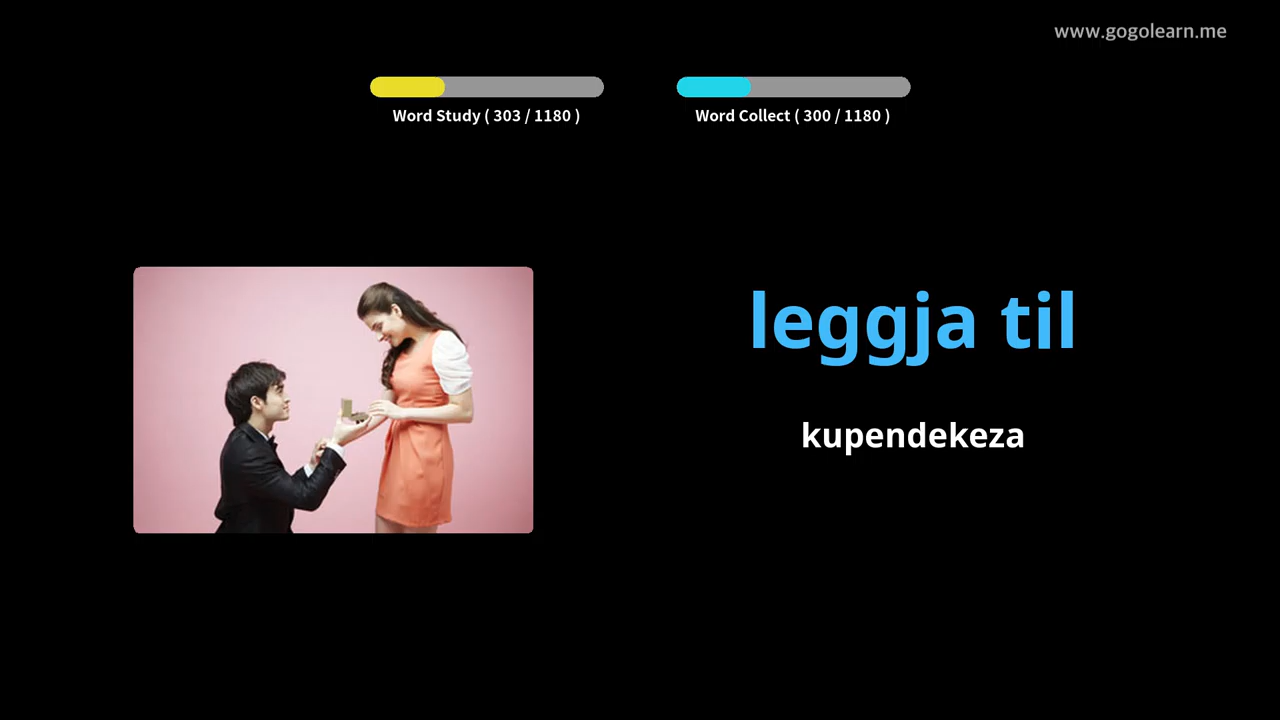 www.gogolearn.me
Word Study ( 303 / 1180 )
Word Collect ( 300 / 1180 )
leggja til
kupendekeza